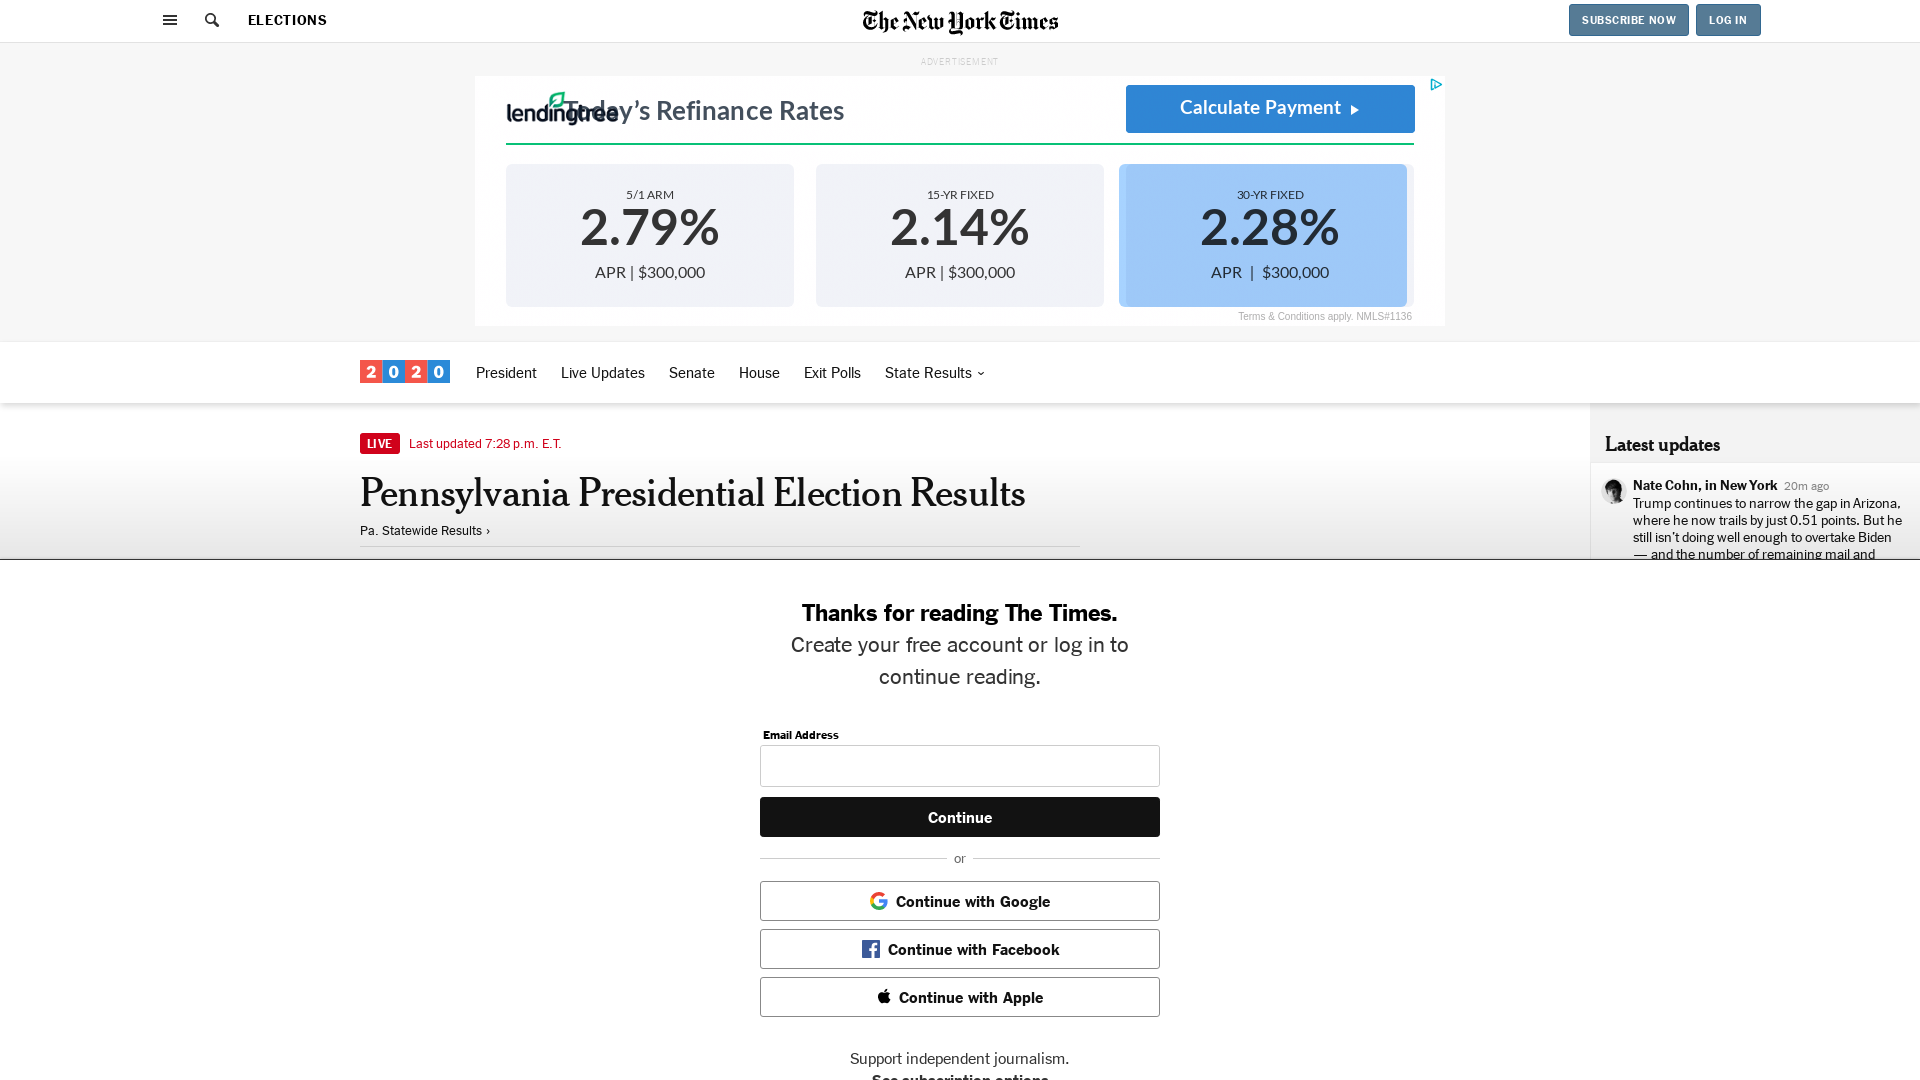 ELECTIONS
The New York Times
SUBSCRIBE NOW
LOG IN
ADVERTISEMENT
lendingtree
Today’s Refinance Rates
Calculate Payment
5/1 ARM
2.79%
APR | $300,000
15-YR FIXED
2.14%
APR | $300,000
30-YR FIXED
2.28%
APR | $300,000
Terms & Conditions apply. NMLS#1136
2020
President
Live Updates
Senate
House
Exit Polls
State Results
LIVE
Last updated 7:28 p.m. E.T.
Pennsylvania Presidential Election Results
Pa. Statewide Results ›
Latest updates
Nate Cohn, in New York 20m ago
Trump continues to narrow the gap in Arizona,
where he now trails by just 0.51 points. But he
still isn’t doing well enough to overtake Biden
— and the number of remaining mail and
Thanks for reading The Times.
Create your free account or log in to
continue reading.
Email Address
Continue
or
Continue with Google
Continue with Facebook
Continue with Apple
Support independent journalism.
See subscription options